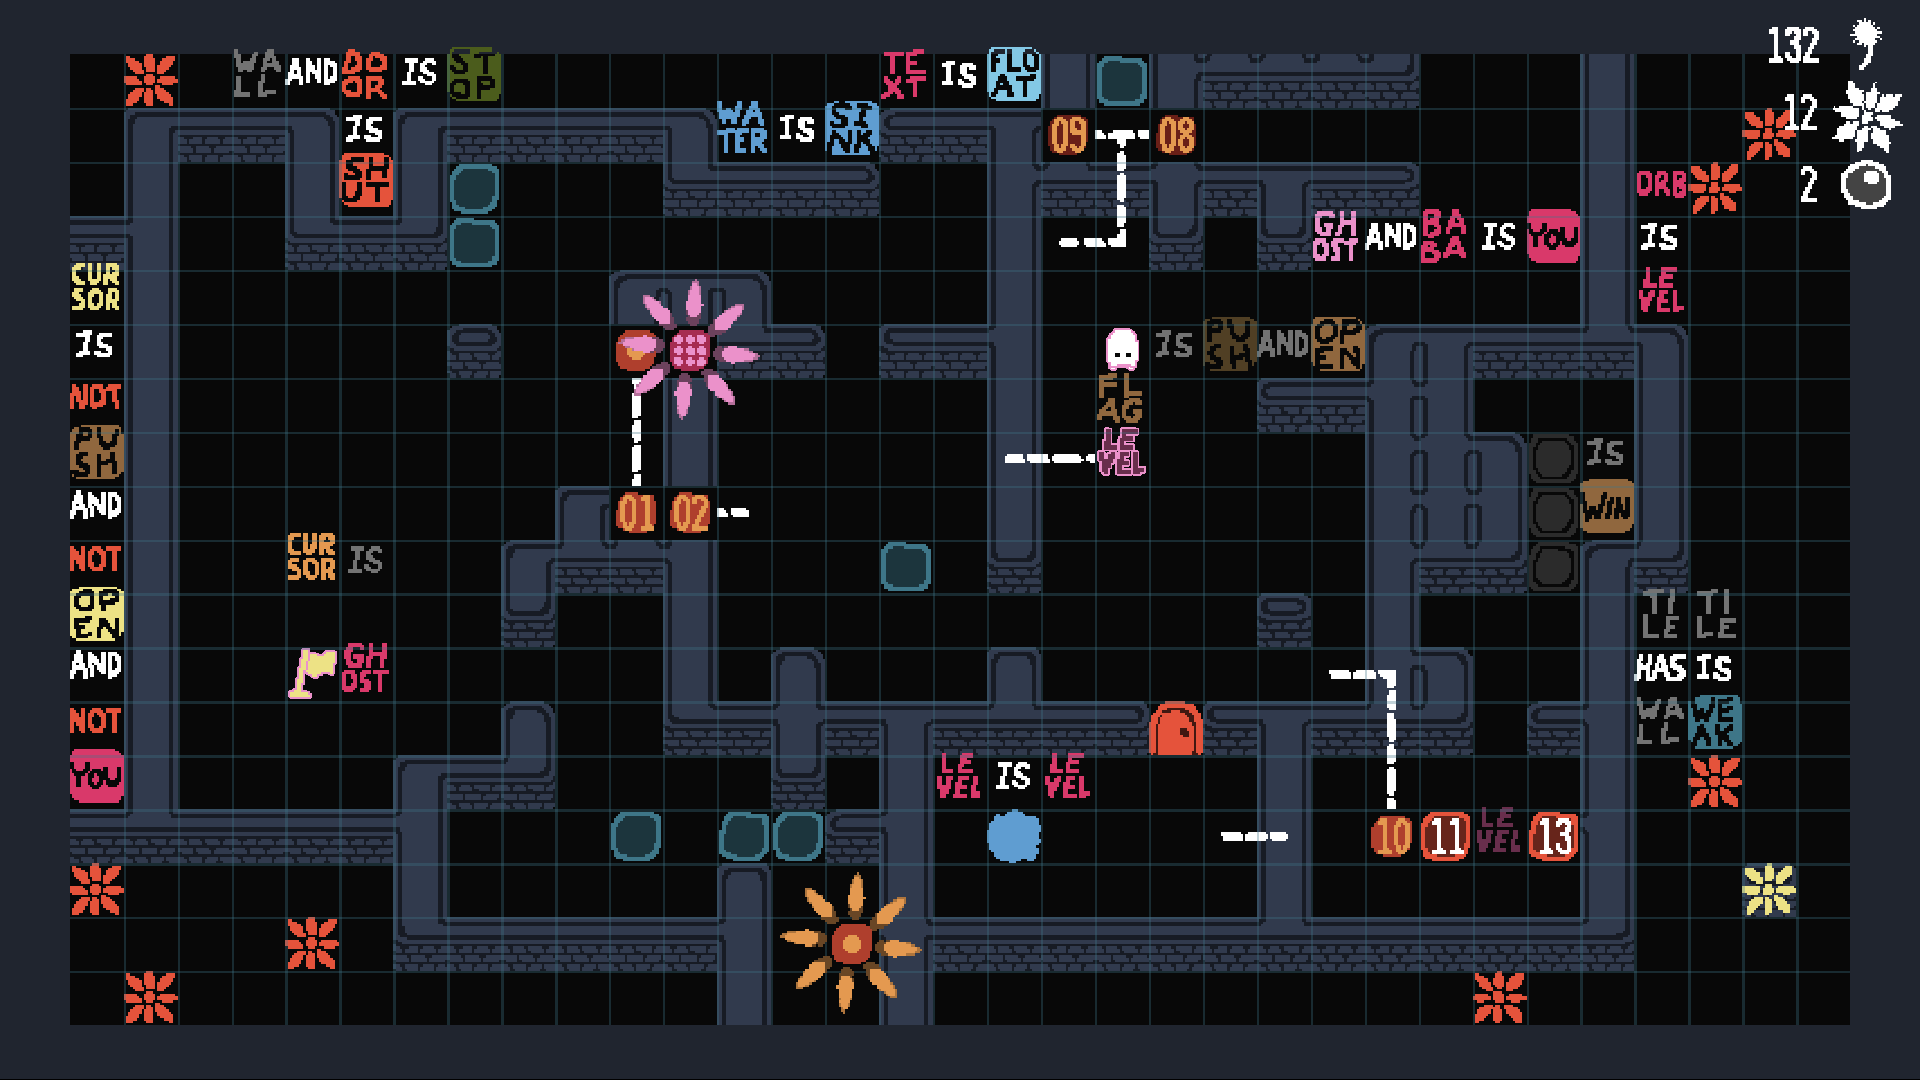 132
WALL AND DOOR IS STOP
TEXT IS FLOAT
12
IS
WATER IS SINK
09 08
SHUT
ORB
2
GHOST AND BABA IS YOU
IS
CURSOR
LEVEL
IS
IS PUSH AND OPEN
NOT
FLAG
PUSH
LEVEL
IS
AND
01 02
WIN
NOT
CURSOR IS
OPEN
TILE TILE
AND
GHOST
HAS IS
NOT
WALL WEAK
YOU
LEVEL IS LEVEL
10 11 LEVEL 13